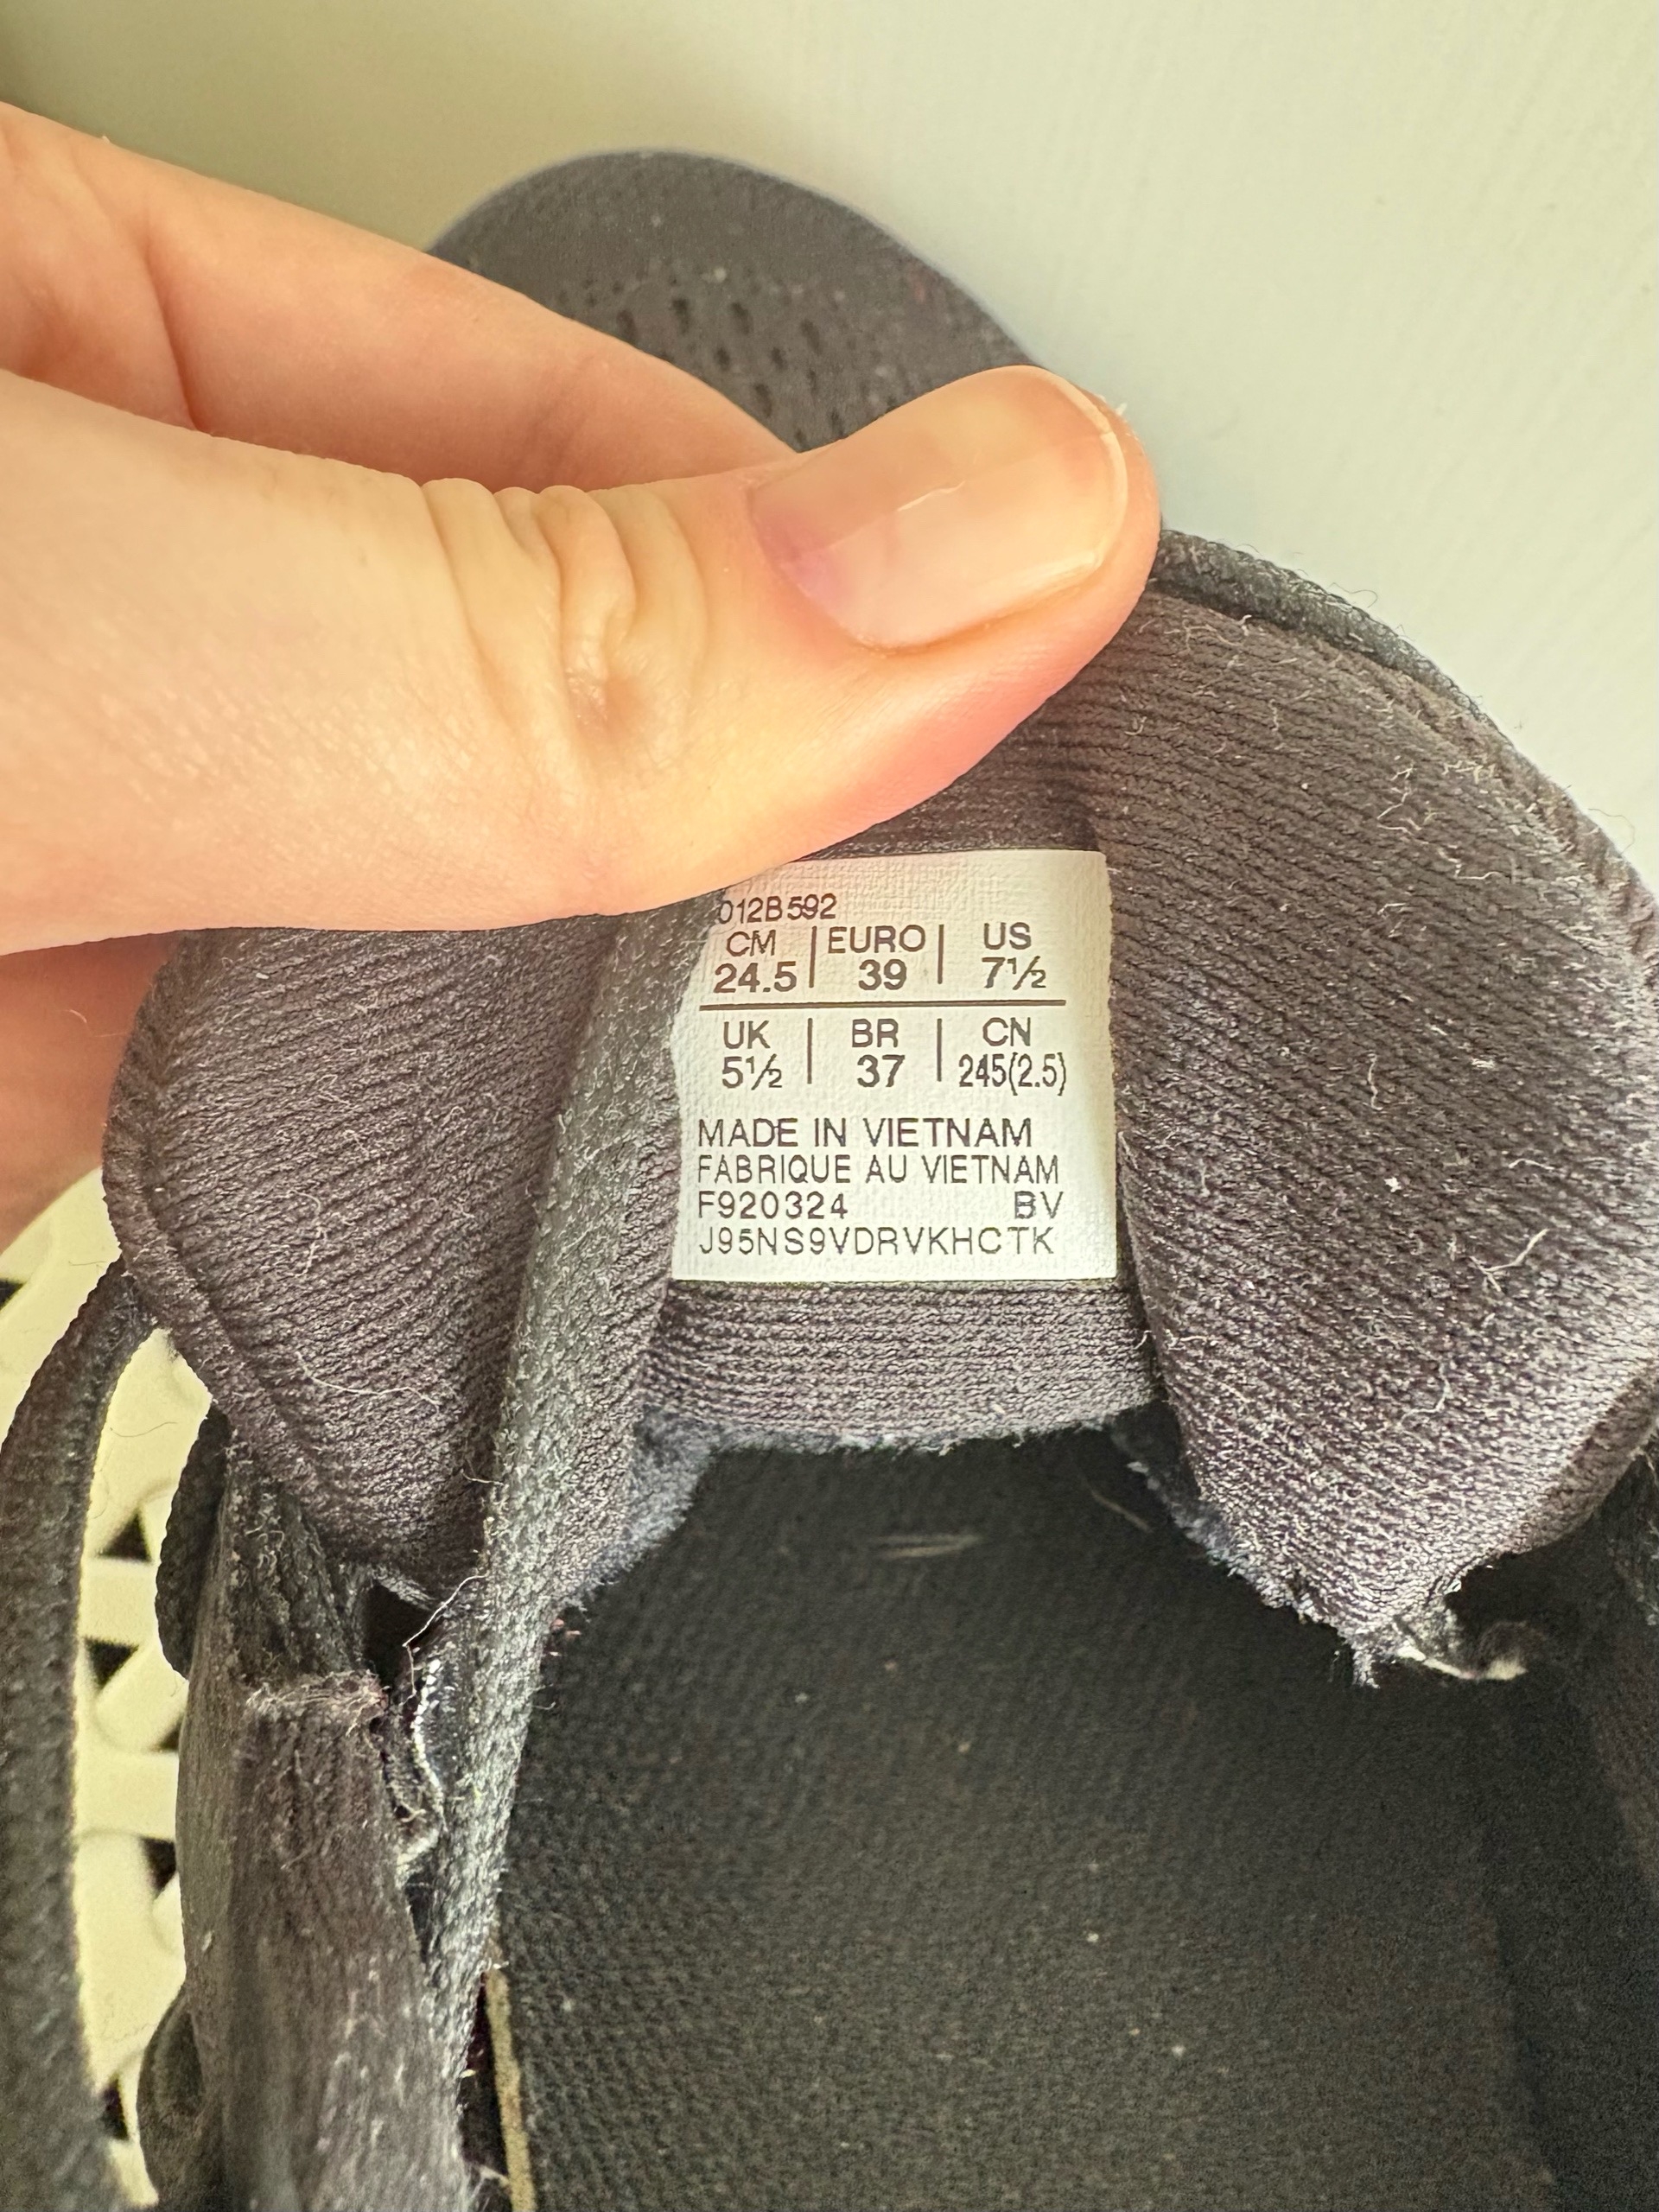 012B592
CM | EURO | US
24.5 | 39 | 7½
UK | BR | CN
5½ | 37 | 245(2.5)
MADE IN VIETNAM
FABRIQUE AU VIETNAM
F920324 BV
J95NS9VDRVKHCTK